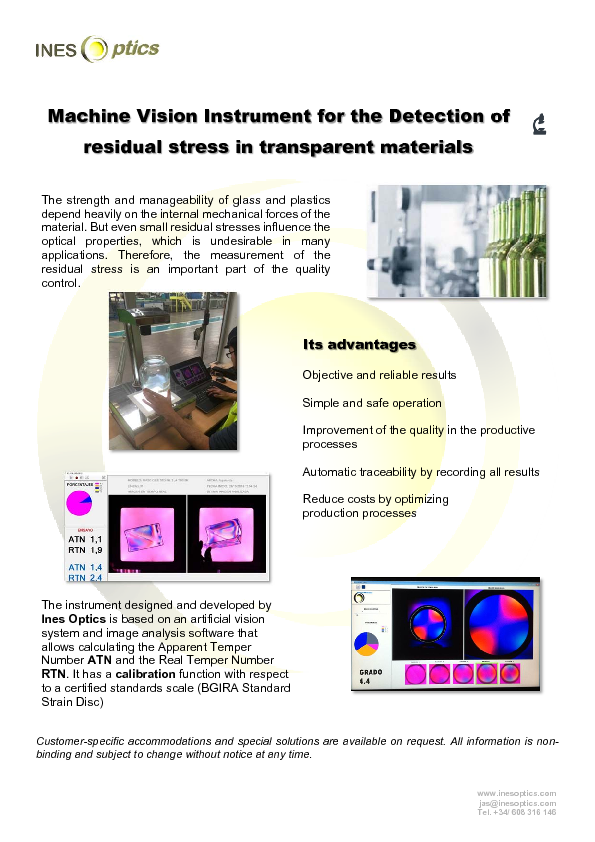 INES Optics
Machine Vision Instrument for the Detection of
residual stress in transparent materials
The strength and manageability of glass and plastics
depend heavily on the internal mechanical forces of the
material. But even small residual stresses influence the
optical properties, which is undesirable in many
applications. Therefore, the measurement of the
residual stress is an important part of the quality
control.
Its advantages
Objective and reliable results
Simple and safe operation
Improvement of the quality in the productive
processes
Automatic traceability by recording all results
Reduce costs by optimizing
production processes
PORCENTAJES
ENSAYO
ATN 1,1
RTN 1,9
ATN 1.4
RTN 2.4
The instrument designed and developed by
Ines Optics is based on an artificial vision
system and image analysis software that
allows calculating the Apparent Temper
Number ATN and the Real Temper Number
RTN. It has a calibration function with respect
to a certified standards scale (BGIRA Standard
Strain Disc)
GRADO
4.4
Customer-specific accommodations and special solutions are available on request. All information is non-
binding and subject to change without notice at any time.
www.inesoptics.com
jas@inesoptics.com
Tel. +34/ 608 316 146